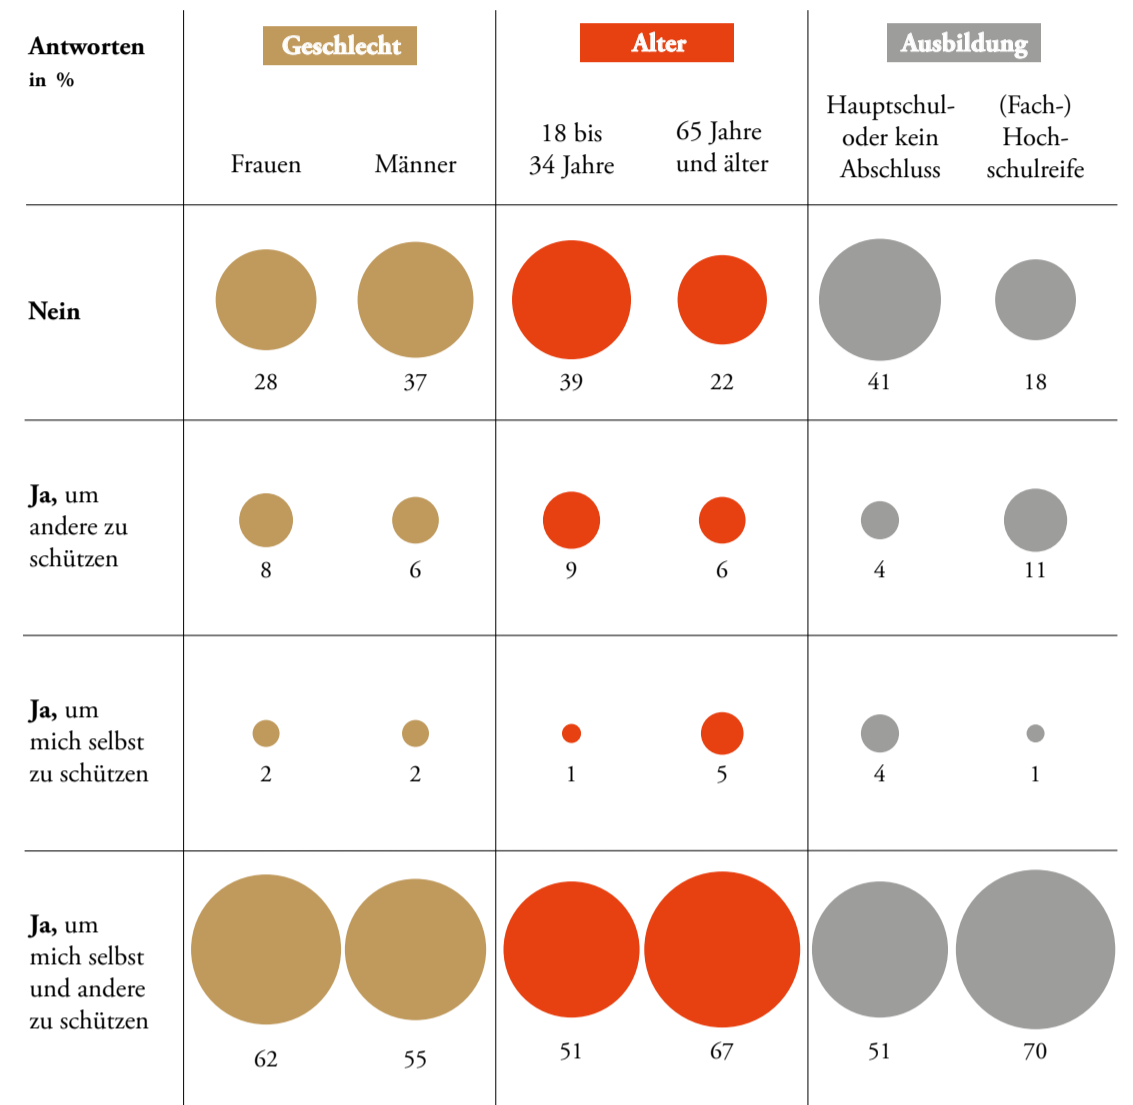 Antworten
in %
Geschlecht
Alter
Ausbildung
Frauen
Männer
18 bis
34 Jahre
65 Jahre
und älter
Hauptschul-
oder kein
Abschluss
(Fach-)
Hoch-
schulreife
Nein
28
37
39
22
41
18
Ja, um
andere zu
schützen
8
6
9
6
4
11
Ja, um
mich selbst
zu schützen
2
2
1
5
4
1
Ja, um
mich selbst
und andere
zu schützen
62
55
51
67
51
70